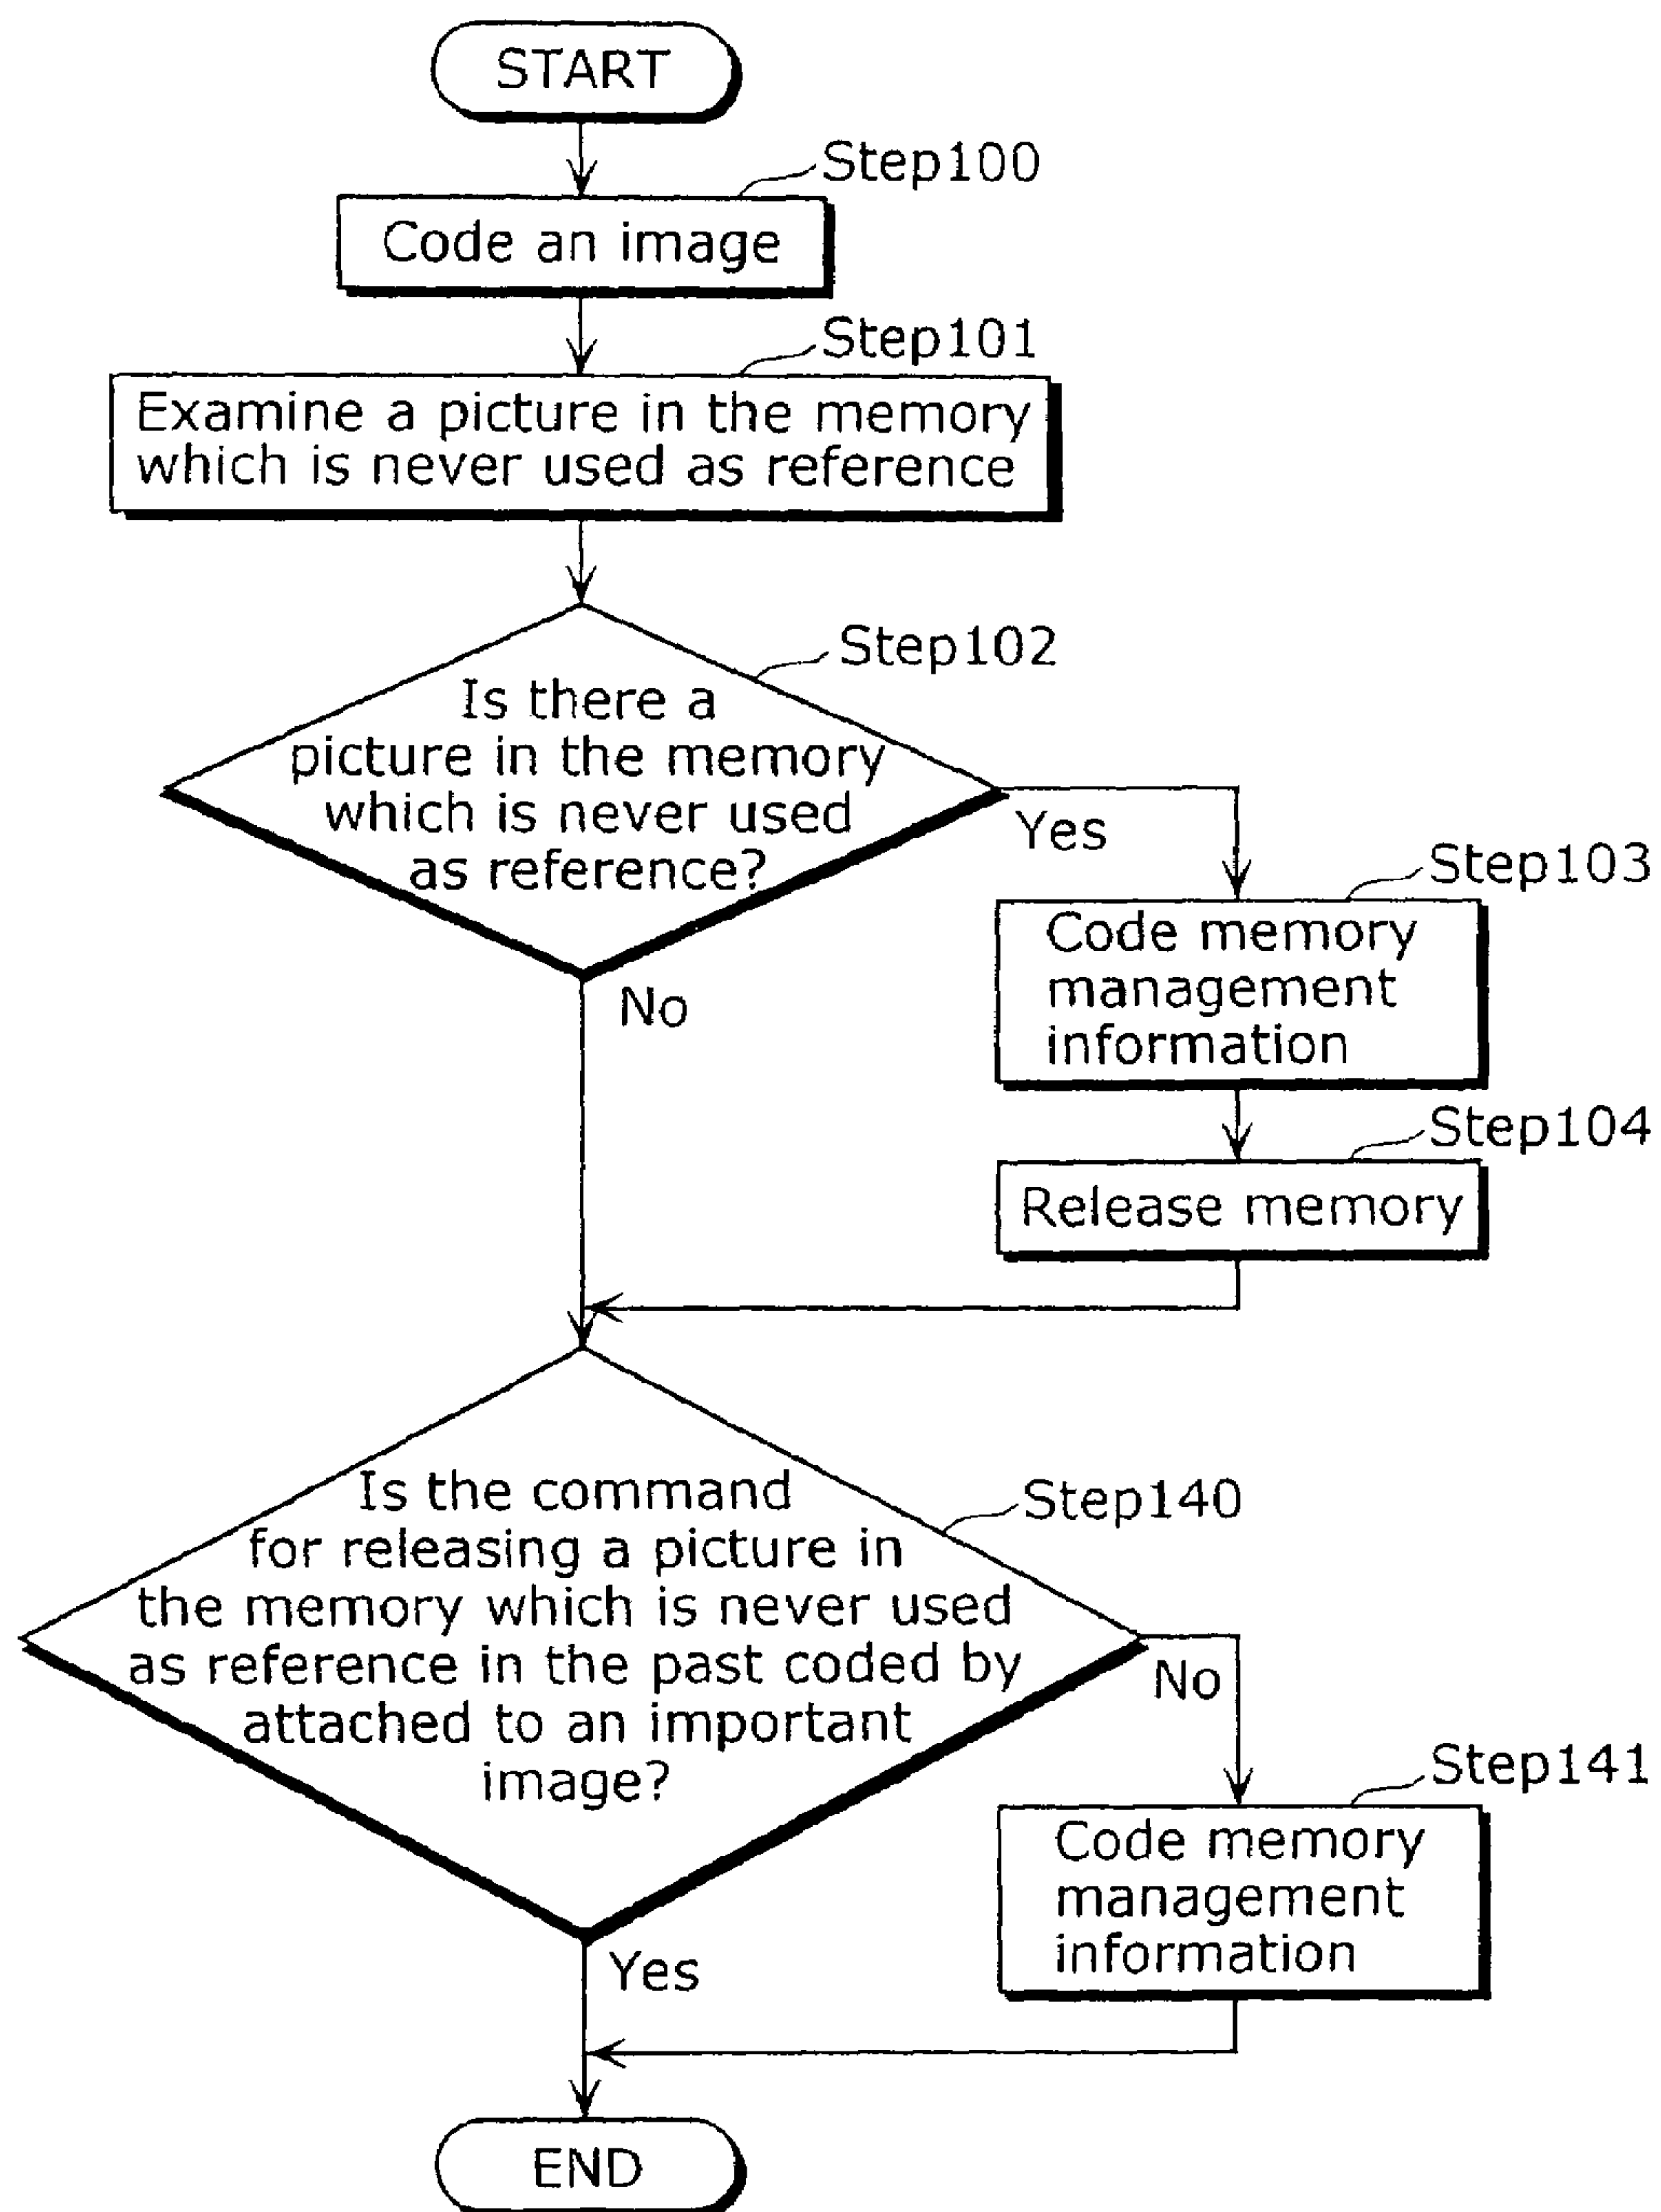 START
Step100
Code an image
Step101
Examine a picture in the memory
which is never used as reference
Step102
Is there a
picture in the memory
which is never used
as reference?
Yes
No
Step103
Code memory
management
information
Step104
Release memory
Is the command
for releasing a picture in
the memory which is never used
as reference in the past coded by
attached to an important
image?
Step140
No
Yes
Step141
Code memory
management
information
END